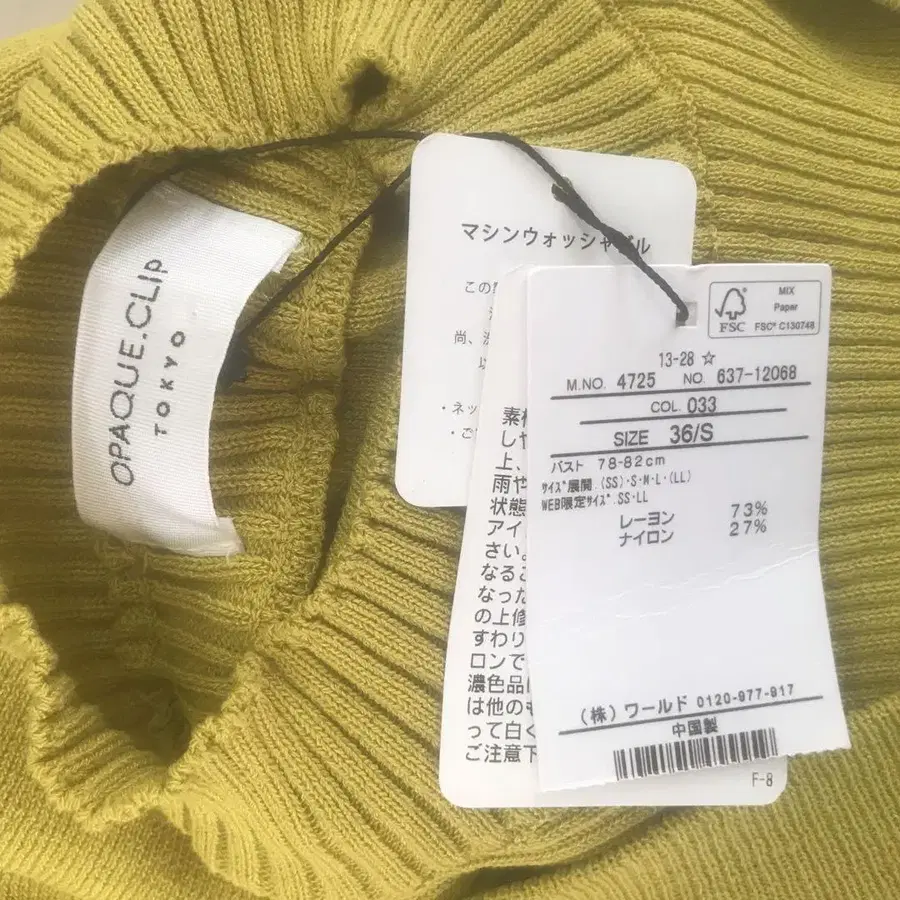 OPAQUE.CLIP
TOKYO
マシンウォッシャブル
この
尚、
・ネッ
・ご
素
しや
上、
雨や
状態
アイ
さい。
なるこ
なった
の上修
すわり
ロンで
濃色品
は他のも
って白く
ご注意下
F-8
FSC
MIX
Paper
FSC® C130748
13-28 ☆
M.NO. 4725 NO. 637-12068
COL. 033
SIZE 36/S
バスト 78-82cm
サイズ展開:(SS)・S・M・L・(LL)
WEB限定サイズ:SS・LL
レーヨン 73%
ナイロン 27%
(株)ワールド 0120-977-917
中国製